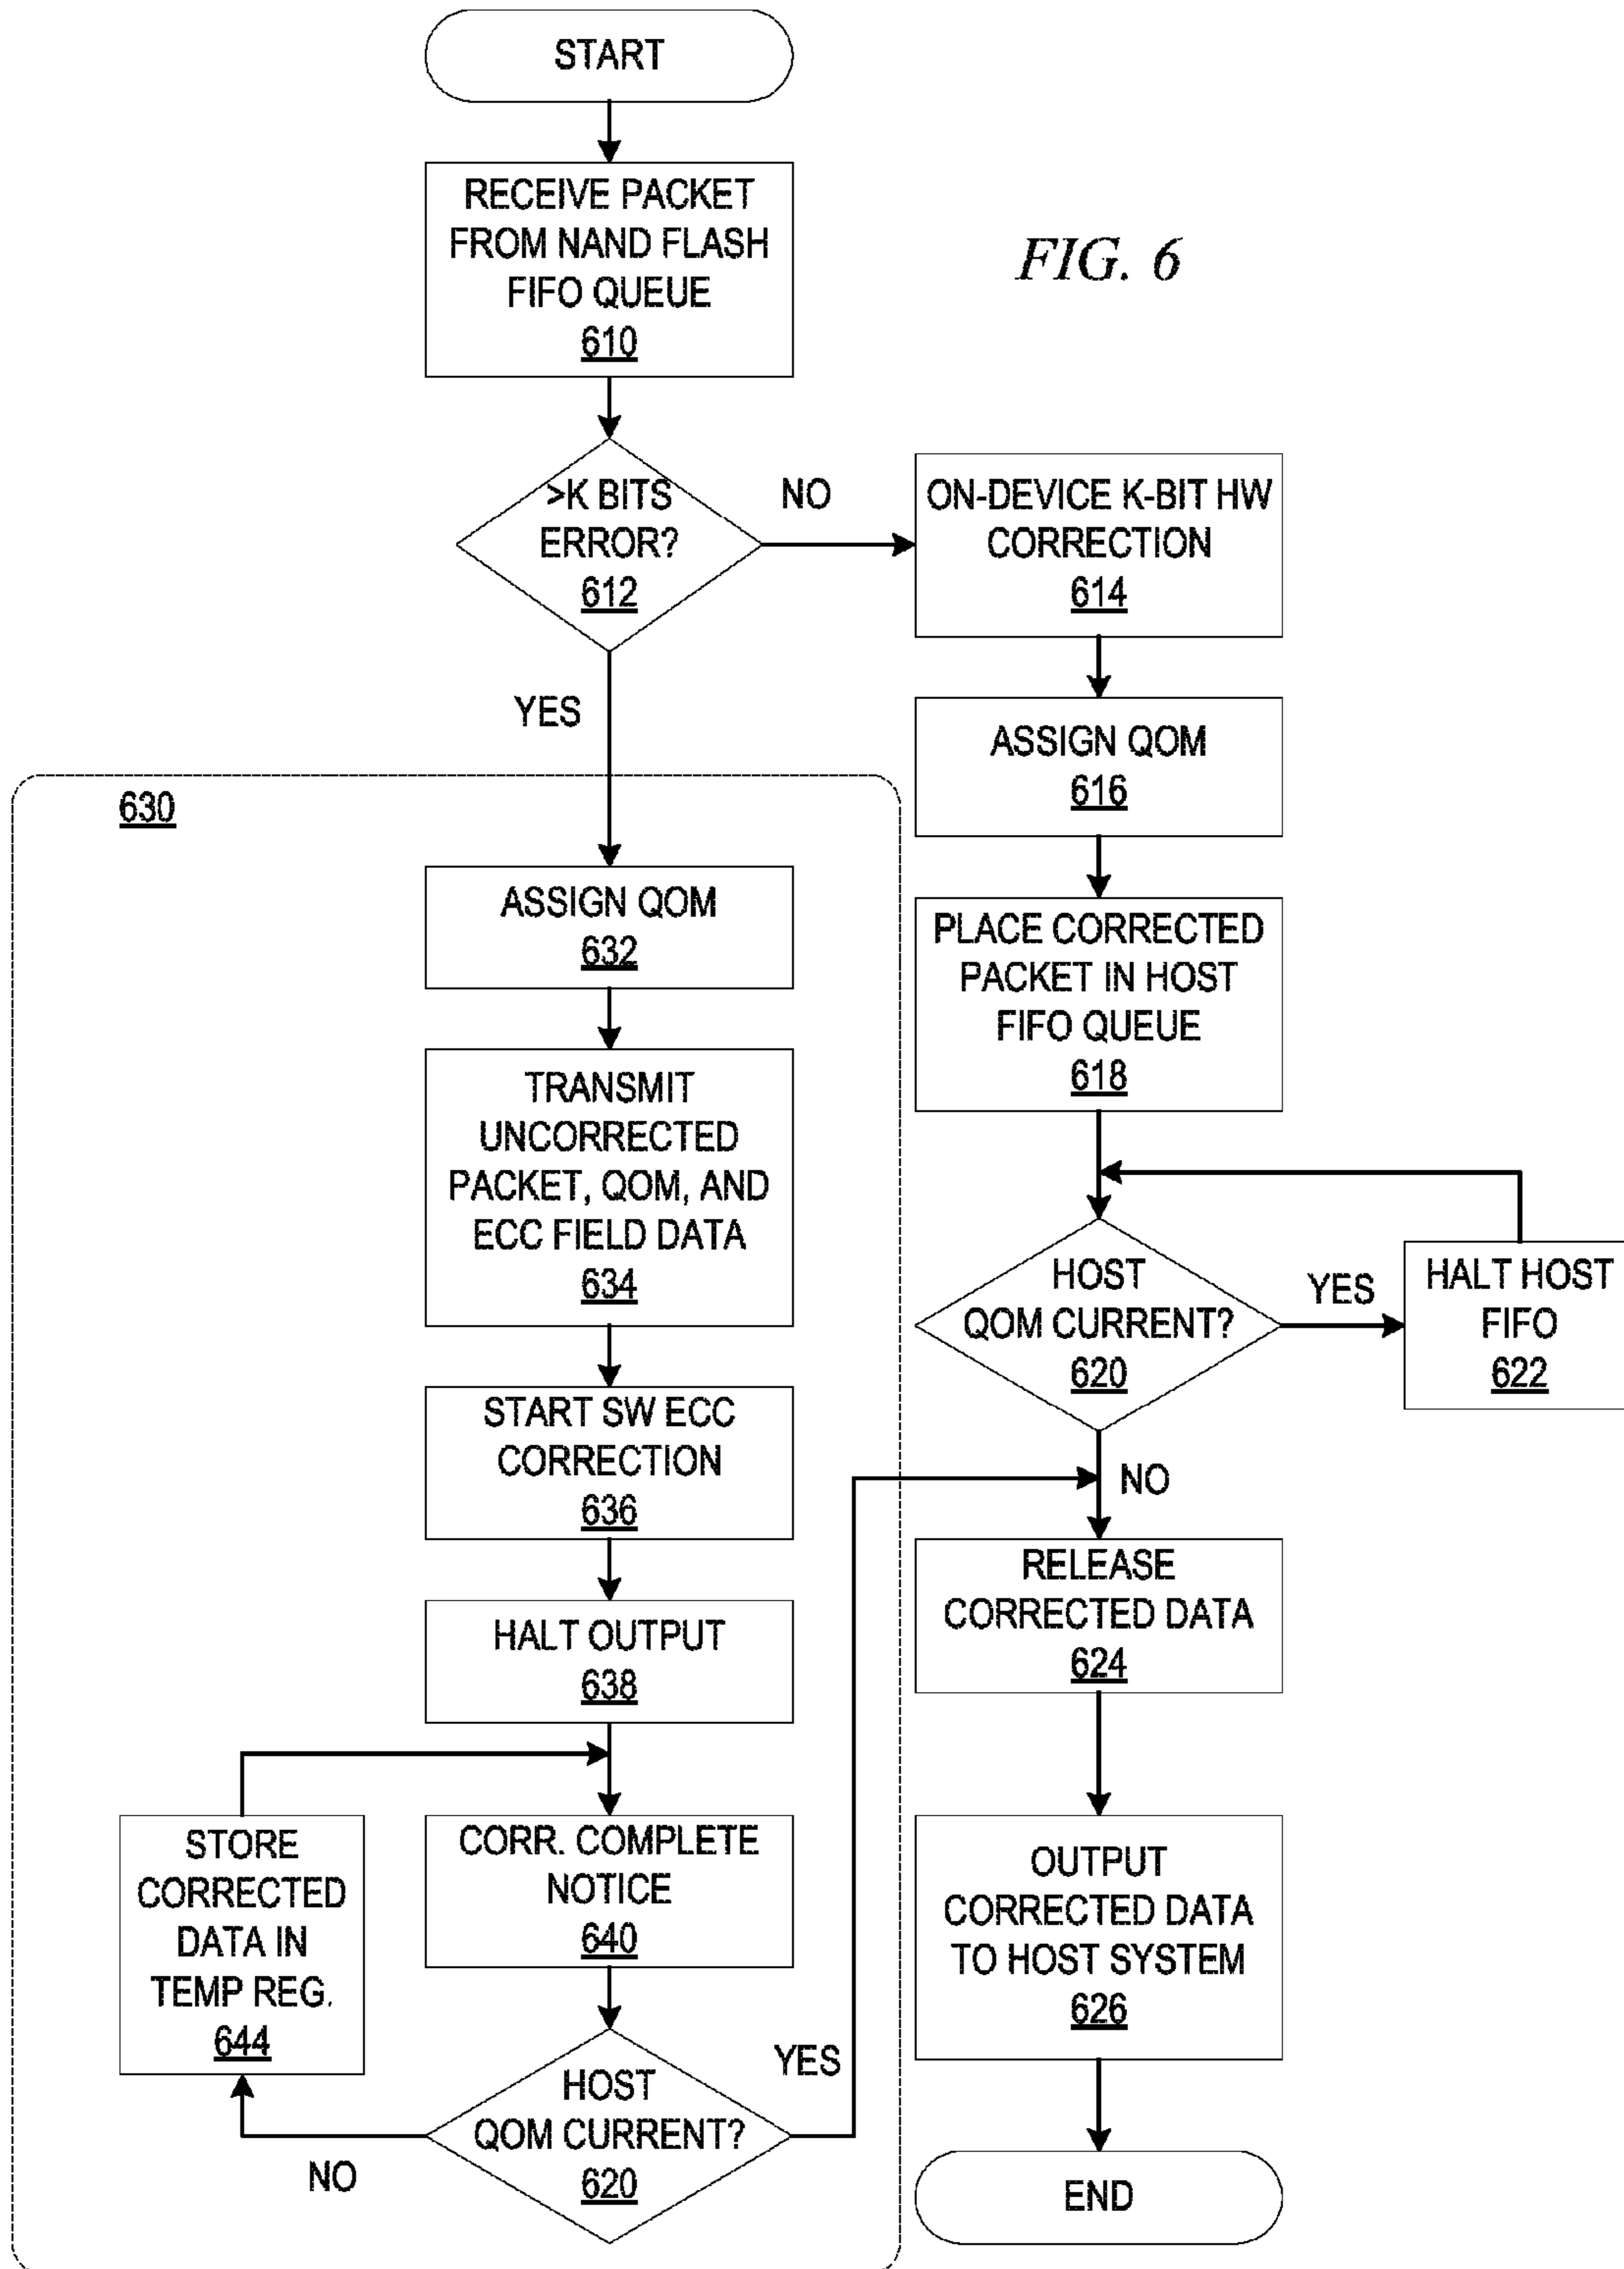 START
RECEIVE PACKET
FROM NAND FLASH
FIFO QUEUE
610
FIG. 6
>K BITS
ERROR?
612
NO
YES
ON-DEVICE K-BIT HW
CORRECTION
614
ASSIGN QOM
616
PLACE CORRECTED
PACKET IN HOST
FIFO QUEUE
618
HOST
QOM CURRENT?
620
YES
HALT HOST
FIFO
622
NO
RELEASE
CORRECTED DATA
624
OUTPUT
CORRECTED DATA
TO HOST SYSTEM
626
END
630
ASSIGN QOM
632
TRANSMIT
UNCORRECTED
PACKET, QOM, AND
ECC FIELD DATA
634
START SW ECC
CORRECTION
636
HALT OUTPUT
638
CORR. COMPLETE
NOTICE
640
HOST
QOM CURRENT?
620
YES
NO
STORE
CORRECTED
DATA IN
TEMP REG.
644